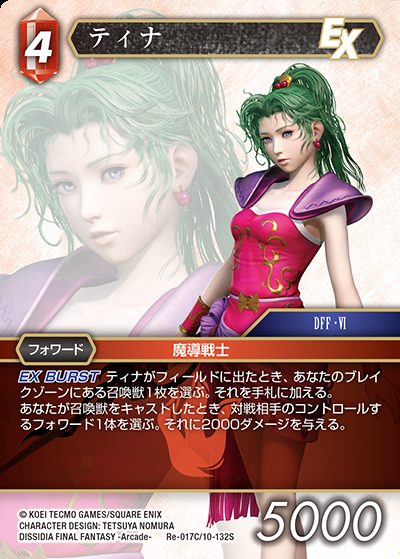 4
ティナ
EX
DFF・VI
フォワード
魔導戦士
EX BURST ティナがフィールドに出たとき、あなたのブレイ
クゾーンにある召喚獣1枚を選ぶ。それを手札に加える。
あなたが召喚獣をキャストしたとき、対戦相手のコントロールす
るフォワード1体を選ぶ。それに2000ダメージを与える。
© KOEI TECMO GAMES/SQUARE ENIX
CHARACTER DESIGN: TETSUYA NOMURA
DISSIDIA FINAL FANTASY -Arcade- Re-017C/10-132S
5000